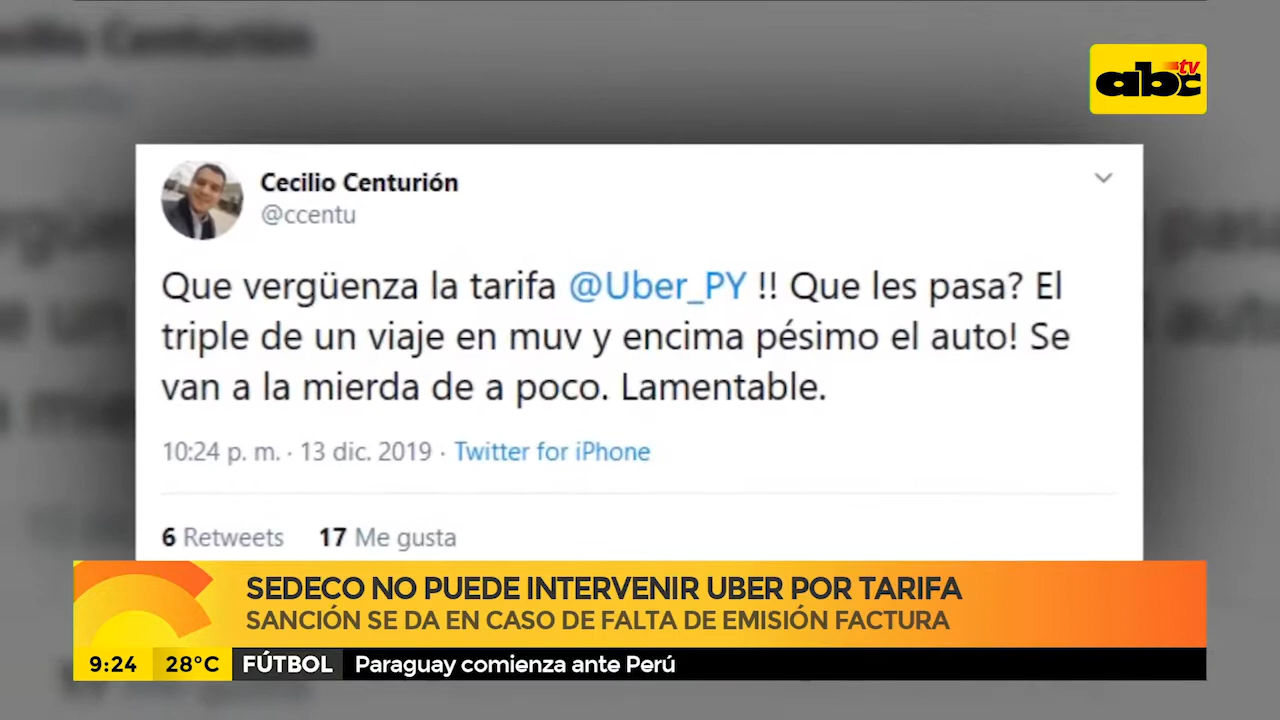 abc tv
Cecilio Centurión
@ccentu
Que vergüenza la tarifa @Uber_PY !! Que les pasa? El
triple de un viaje en muv y encima pésimo el auto! Se
van a la mierda de a poco. Lamentable.
10:24 p. m. · 13 dic. 2019 · Twitter for iPhone
6 Retweets 17 Me gusta
SEDECO NO PUEDE INTERVENIR UBER POR TARIFA
SANCIÓN SE DA EN CASO DE FALTA DE EMISIÓN FACTURA
9:24 28°C FÚTBOL Paraguay comienza ante Perú